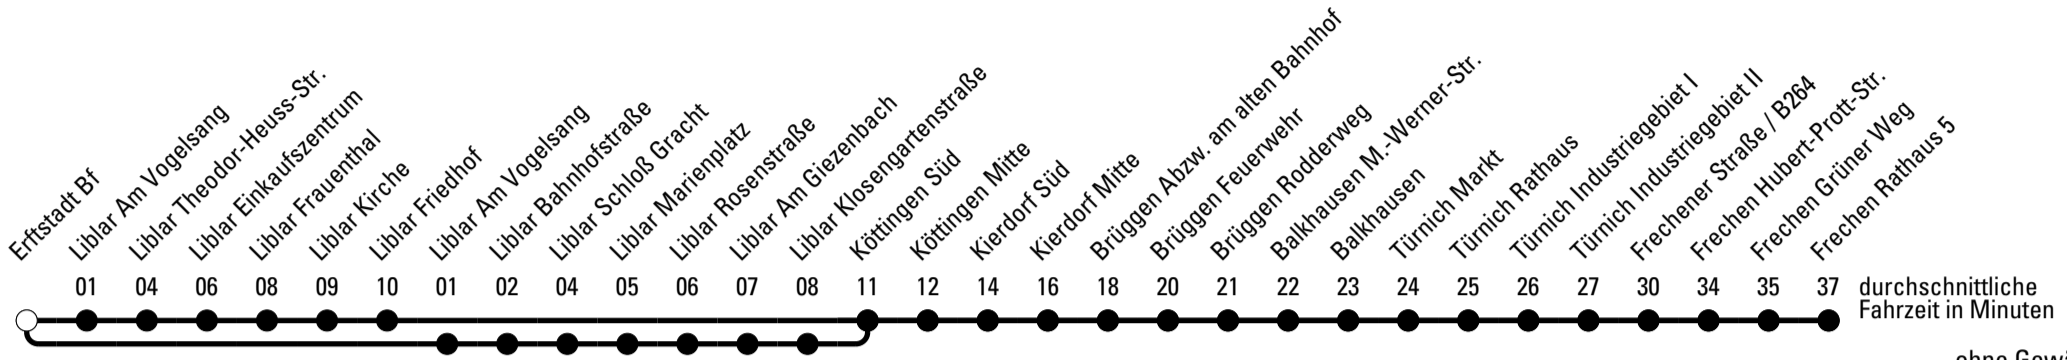 Erftstadt Bf
Liblar Am Vogelsang
Liblar Theodor-Heuss-Str.
Liblar Einkaufszentrum
Liblar Frauenthal
Liblar Kirche
Liblar Friedhof
Liblar Am Vogelsang
Liblar Bahnhofstraße
Liblar Schloß Gracht
Liblar Marienplatz
Liblar Rosenstraße
Liblar Am Giezenbach
Liblar Klosengartenstraße
Köttingen Süd
Köttingen Mitte
Kierdorf Süd
Kierdorf Mitte
Brüggen Abzw. am alten Bahnhof
Brüggen Feuerwehr
Brüggen Rodderweg
Balkhausen M.-Werner-Str.
Balkhausen
Türnich Markt
Türnich Rathaus
Türnich Industriegebiet I
Türnich Industriegebiet II
Frechener Straße / B264
Frechen Hubert-Prott-Str.
Frechen Grüner Weg
Frechen Rathaus 5
01 04 06 08 09 10 01 02 04 05 06 07 08 11 12 14 16 18 20 21 22 23 24 25 26 27 30 34 35 37 durchschnittliche
Fahrzeit in Minuten
ohne